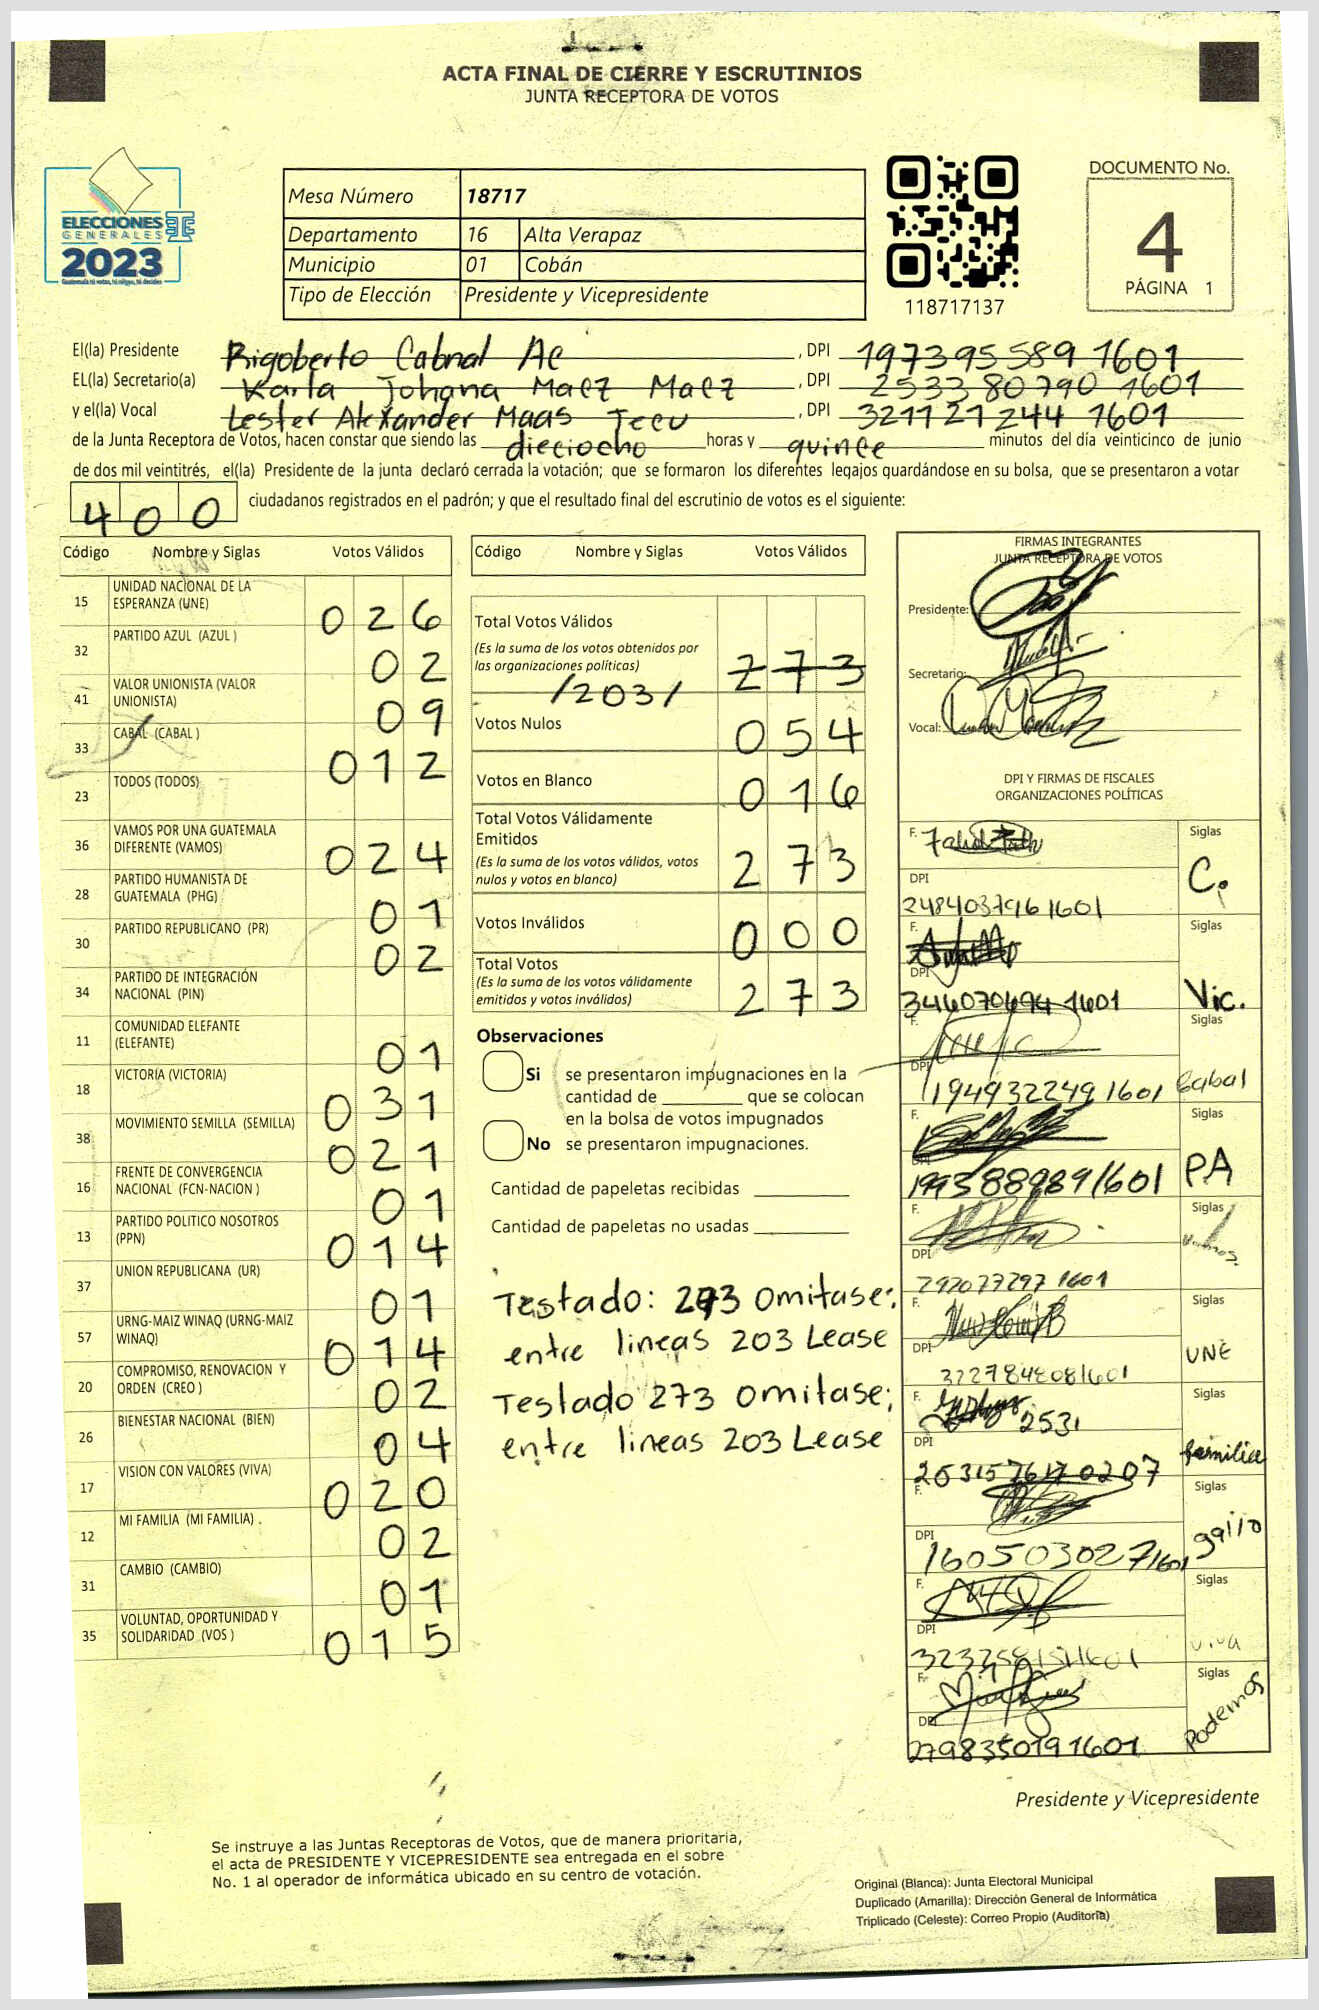 ACTA FINAL DE CIERRE Y ESCRUTINIOS
JUNTA RECEPTORA DE VOTOS
ELECCIONES
GENERALES
2023
Mesa Número 18717
Departamento 16 Alta Verapaz
Municipio 01 Cobán
Tipo de Elección Presidente y Vicepresidente
118717137
DOCUMENTO No.
4
PÁGINA 1
El(la) Presidente Rigoberto Cabnal Ac , DPI 197395589 1601
EL(la) Secretario(a) Karla Johana Maez Maez , DPI 2533 80790 1601
y el(la) Vocal Lester Alexander Maas Tecu , DPI 321121244 1601
de la Junta Receptora de Votos, hacen constar que siendo las dieciocho horas y quince minutos del día veinticinco de junio
de dos mil veintitrés, el(la) Presidente de la junta declaró cerrada la votación; que se formaron los diferentes legajos quardándose en su bolsa, que se presentaron a votar
400 ciudadanos registrados en el padrón; y que el resultado final del escrutinio de votos es el siguiente:
Código Nombre y Siglas Votos Válidos
15 UNIDAD NACIONAL DE LA
ESPERANZA (UNE) 026
32 PARTIDO AZUL (AZUL ) 02
41 VALOR UNIONISTA (VALOR
UNIONISTA) 09
33 CABAL (CABAL ) 012
23 TODOS (TODOS)
36 VAMOS POR UNA GUATEMALA
DIFERENTE (VAMOS) 024
28 PARTIDO HUMANISTA DE
GUATEMALA (PHG) 01
30 PARTIDO REPUBLICANO (PR) 02
34 PARTIDO DE INTEGRACIÓN
NACIONAL (PIN)
11 COMUNIDAD ELEFANTE
(ELEFANTE) 01
18 VICTORIA (VICTORIA) 031
38 MOVIMIENTO SEMILLA (SEMILLA) 021
16 FRENTE DE CONVERGENCIA
NACIONAL (FCN-NACION ) 01
13 PARTIDO POLITICO NOSOTROS
(PPN) 014
37 UNION REPUBLICANA (UR) 01
57 URNG-MAIZ WINAQ (URNG-MAIZ
WINAQ) 014
20 COMPROMISO, RENOVACION Y
ORDEN (CREO ) 02
26 BIENESTAR NACIONAL (BIEN) 04
17 VISION CON VALORES (VIVA) 020
12 MI FAMILIA (MI FAMILIA) 02
31 CAMBIO (CAMBIO) 01
35 VOLUNTAD, OPORTUNIDAD Y
SOLIDARIDAD (VOS ) 015
Código Nombre y Siglas Votos Válidos
Total Votos Válidos
(Es la suma de los votos obtenidos por
las organizaciones políticas) 273
/203/
Votos Nulos 054
Votos en Blanco 016
Total Votos Válidamente
Emitidos
(Es la suma de los votos válidos, votos
nulos y votos en blanco) 273
Votos Inválidos 000
Total Votos
(Es la suma de los votos válidamente
emitidos y votos inválidos) 273
Observaciones
Si se presentaron impugnaciones en la
cantidad de ________ que se colocan
en la bolsa de votos impugnados
No se presentaron impugnaciones.
Cantidad de papeletas recibidas
Cantidad de papeletas no usadas
Testado: 273 omitase;
entre lineas 203 Lease
Testado 273 omitase;
entre lineas 203 Lease
FIRMAS INTEGRANTES
JUNTA RECEPTORA DE VOTOS
Presidente:
Secretario:
Vocal:
DPI Y FIRMAS DE FISCALES
ORGANIZACIONES POLÍTICAS
F. Siglas
C.
DPI
2484037961601
F. Siglas
DPI
346070694 1601 Vic.
F. Siglas
DPI
194932249 1601 Cabal
F. Siglas
DPI
1993889891601 PA
F. Siglas
Vamos
DPI
292077297 1601
F. Siglas
DPI
3227848081601 UNE
F. Siglas
2531
DPI
familia
F. Siglas
DPI
1605030271601 gallo
F. Siglas
DPI
viva
F. Siglas
DPI
2798350191601 Podemos
Presidente y Vicepresidente
Se instruye a las Juntas Receptoras de Votos, que de manera prioritaria,
el acta de PRESIDENTE Y VICEPRESIDENTE sea entregada en el sobre
No. 1 al operador de informática ubicado en su centro de votación.
Original (Blanca): Junta Electoral Municipal
Duplicado (Amarilla): Dirección General de Informática
Triplicado (Celeste): Correo Propio (Auditoría)